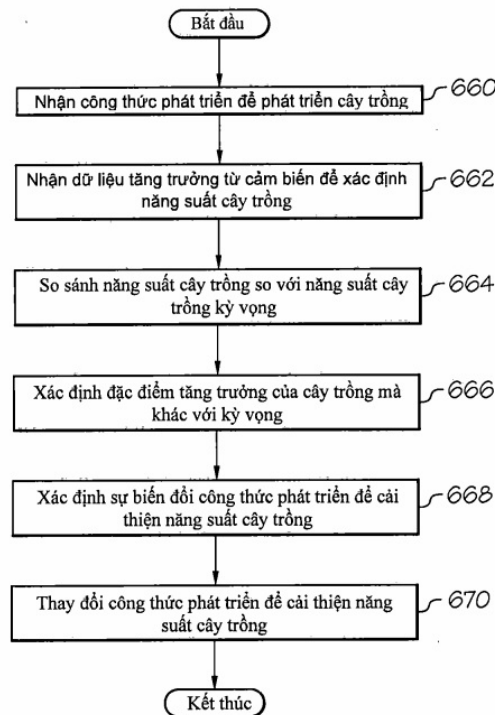 Bắt đầu
Nhận công thức phát triển để phát triển cây trồng
660
Nhận dữ liệu tăng trưởng từ cảm biến để xác định
năng suất cây trồng
662
So sánh năng suất cây trồng so với năng suất cây
trồng kỳ vọng
664
Xác định đặc điểm tăng trưởng của cây trồng mà
khác với kỳ vọng
666
Xác định sự biến đổi công thức phát triển để cải
thiện năng suất cây trồng
668
Thay đổi công thức phát triển để cải thiện năng
suất cây trồng
670
Kết thúc